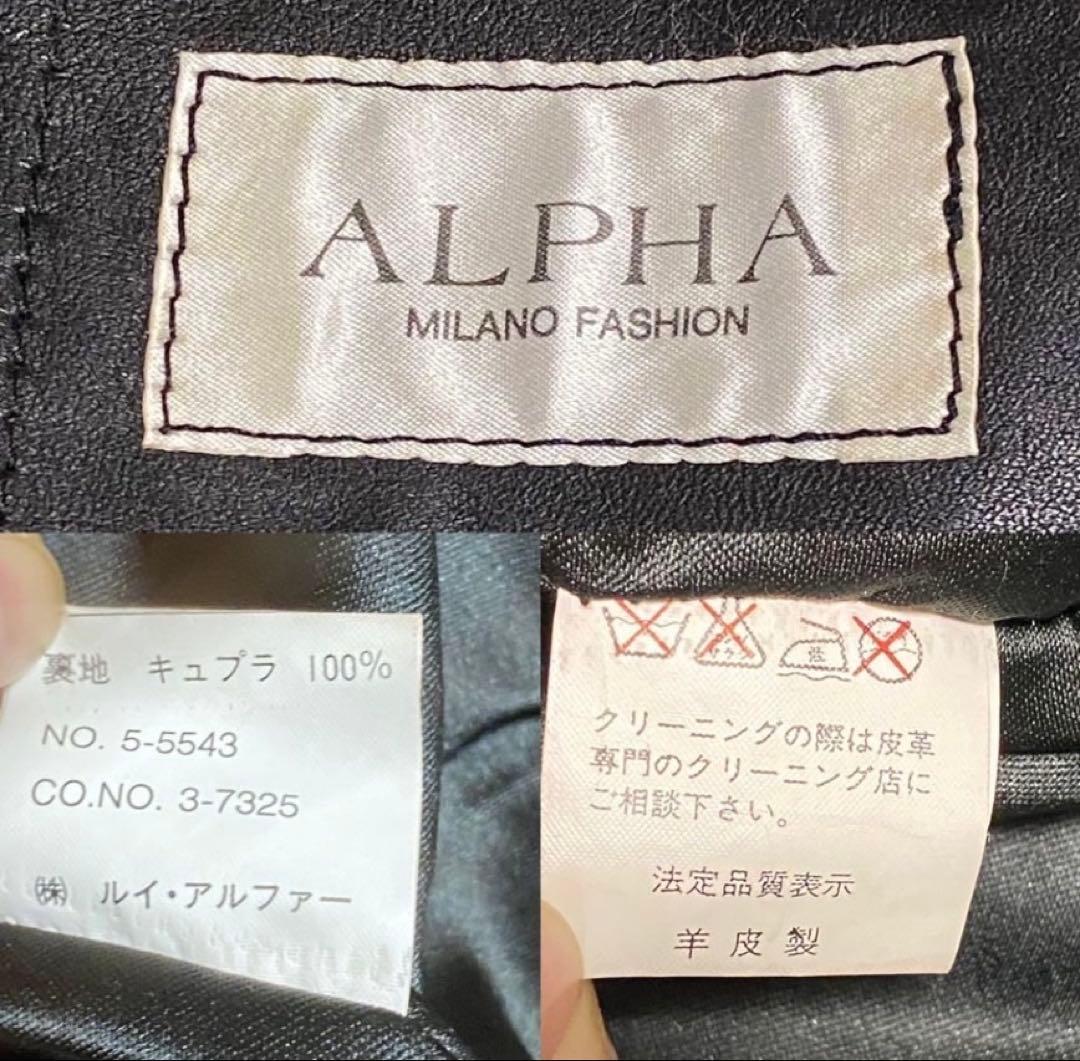 ALPHA
MILANO FASHION
裏地 キュプラ 100%
NO. 5-5543
CO.NO. 3-7325
㈱ ルイ・アルファー
クリーニングの際は皮革
専門のクリーニング店に
ご相談下さい。
法定品質表示
羊皮製